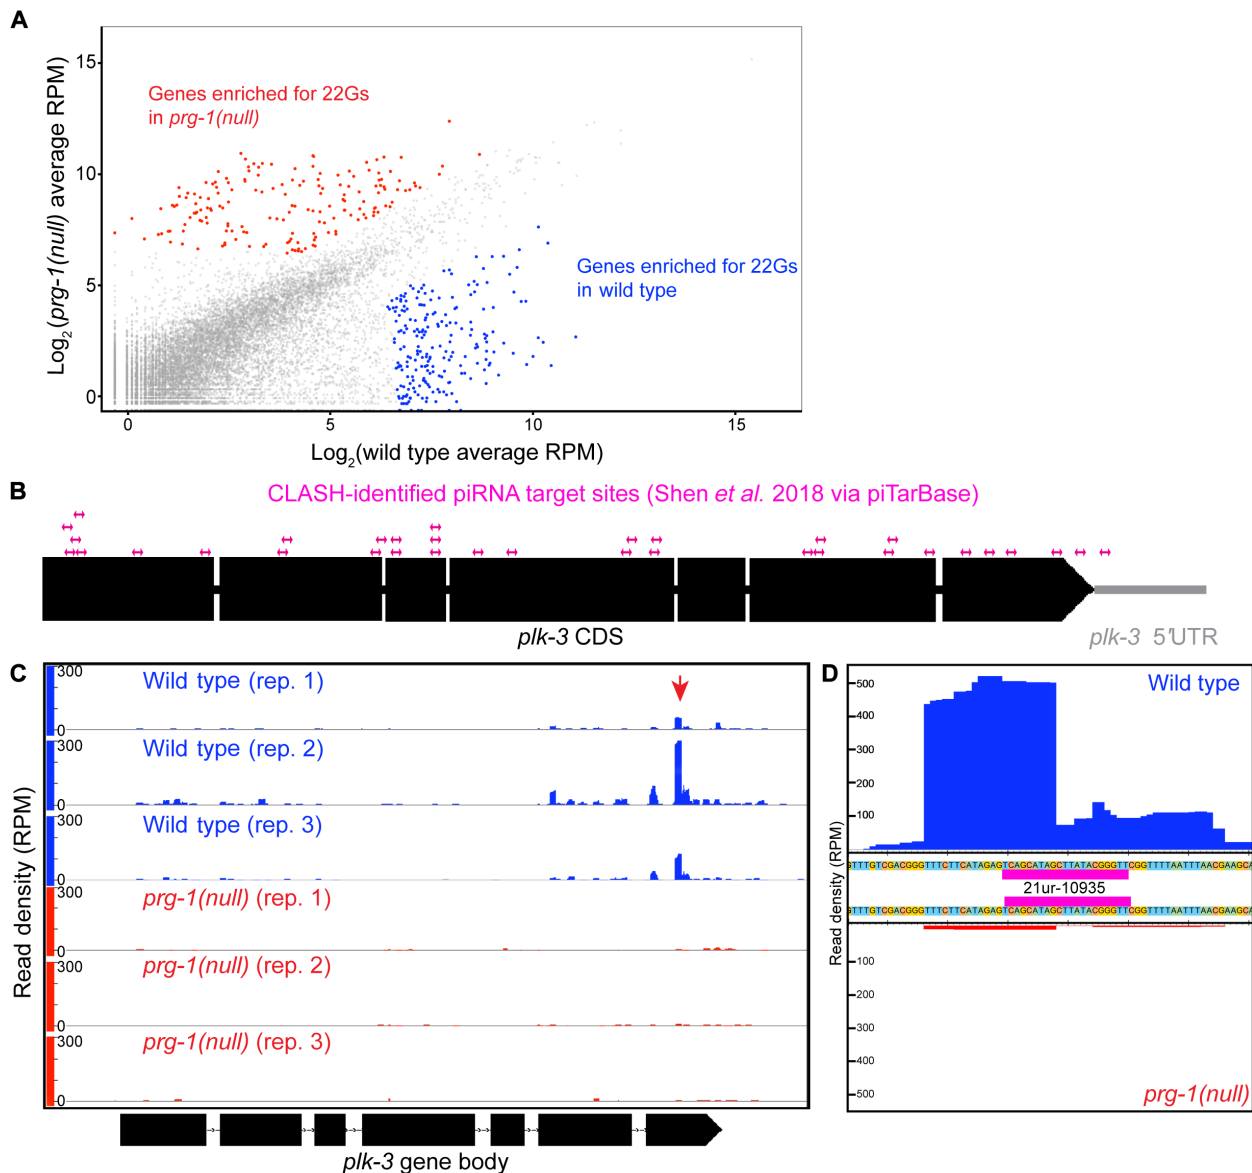 A
Log2(prg-1(null) average RPM)
15
10
5
0
Genes enriched for 22Gs
in prg-1(null)
Genes enriched for 22Gs
in wild type
0
5
10
15
Log2(wild type average RPM)
B
CLASH-identified piRNA target sites (Shen et al. 2018 via piTarBase)
plk-3 CDS
plk-3 5'UTR
C
Read density (RPM)
300
Wild type (rep. 1)
0
300
Wild type (rep. 2)
0
300
Wild type (rep. 3)
0
300
prg-1(null) (rep. 1)
0
300
prg-1(null) (rep. 2)
0
300
prg-1(null) (rep. 3)
0
plk-3 gene body
D
Read density (RPM)
Wild type
500
400
300
200
100
GTTTGTCGACGGGTTTCTTCATAGAGTCAGCATAGCTTATACGGGTTCGGTTTTAATTTAACGAAGCA
21ur-10935
GTTTGTCGACGGGTTTCTTCATAGAGTCAGCATAGCTTATACGGGTTCGGTTTTAATTTAACGAAGCA
100
200
300
400
500
prg-1(null)